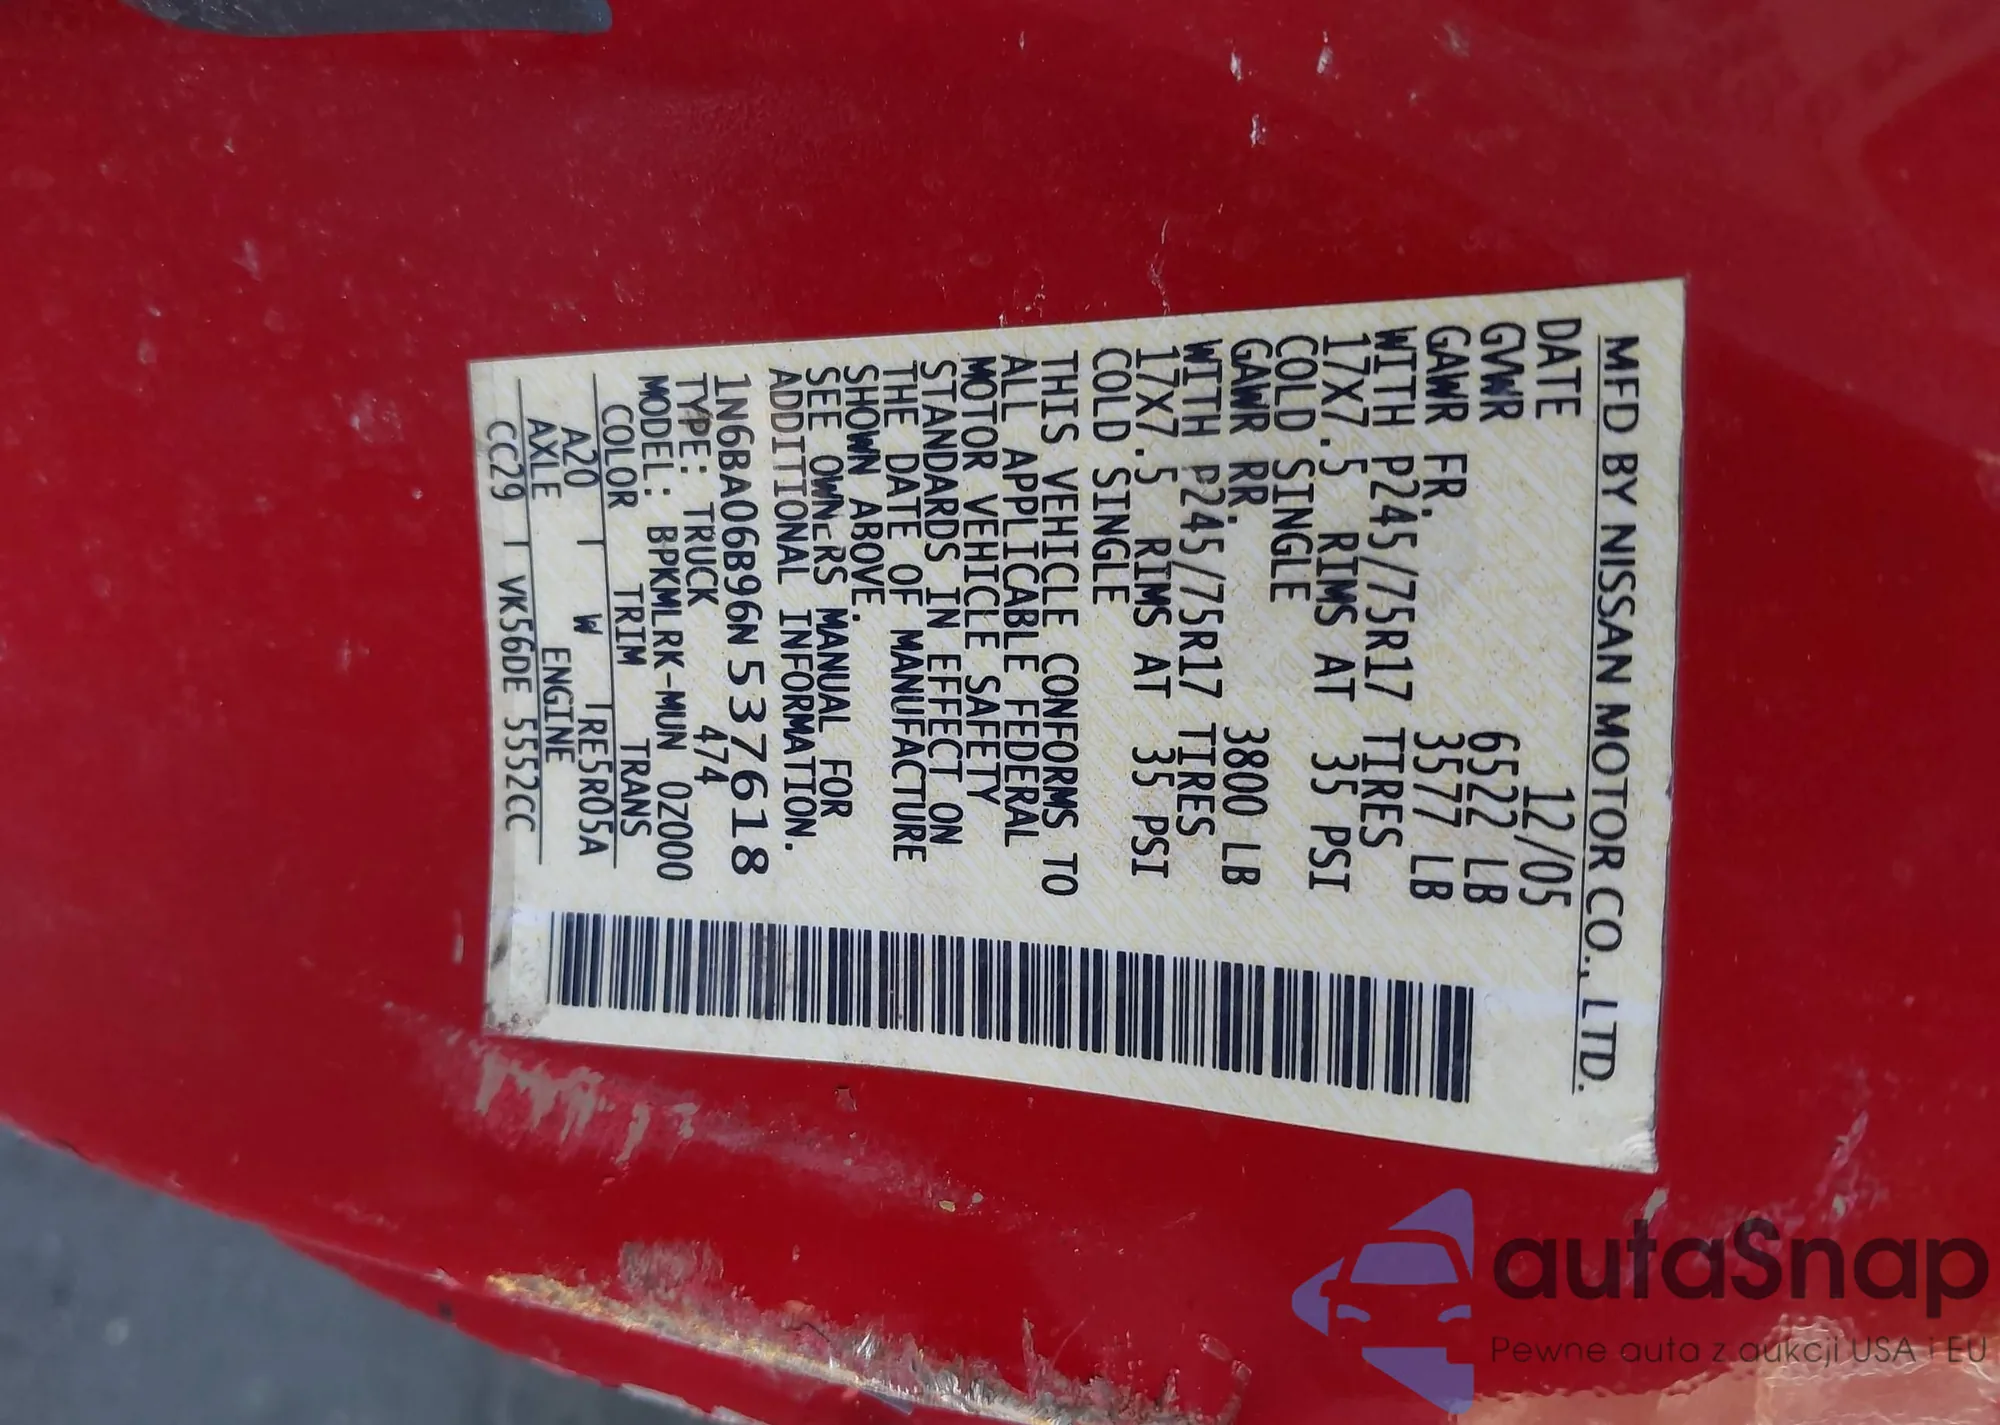 MFD BY NISSAN MOTOR CO., LTD.
DATE 12/05
GVWR 6522 LB
GAWR FR. 3577 LB
WITH P245/75R17 TIRES
17X7.5 RIMS AT 35 PSI
COLD SINGLE
GAWR RR. 3800 LB
WITH P245/75R17 TIRES
17X7.5 RIMS AT 35 PSI
COLD SINGLE
THIS VEHICLE CONFORMS TO
ALL APPLICABLE FEDERAL
MOTOR VEHICLE SAFETY
STANDARDS IN EFFECT ON
THE DATE OF MANUFACTURE
SHOWN ABOVE.
SEE OWNERS MANUAL FOR
ADDITIONAL INFORMATION.
1N6BA06B96N537618
TYPE: TRUCK 474
MODEL: BPKMLRK-MUN 0Z000
COLOR TRIM TRANS
A20 T W RE5R05A
AXLE ENGINE
CC29 T VK56DE 5552CC
autaSnap
Pewne auta z aukcji USA i EU